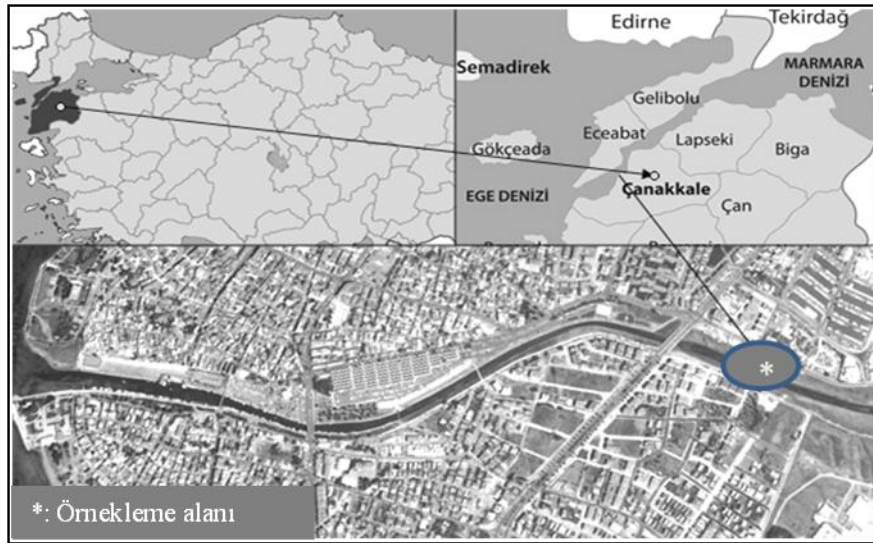 Edirne
Tekirdağ
Semadirek
MARMARA
DENİZİ
Gelibolu
Eceabat
Lapseki
Gökçeada
Biga
EGE DENİZİ
Çanakkale
Çan
*
*: Örnekleme alanı